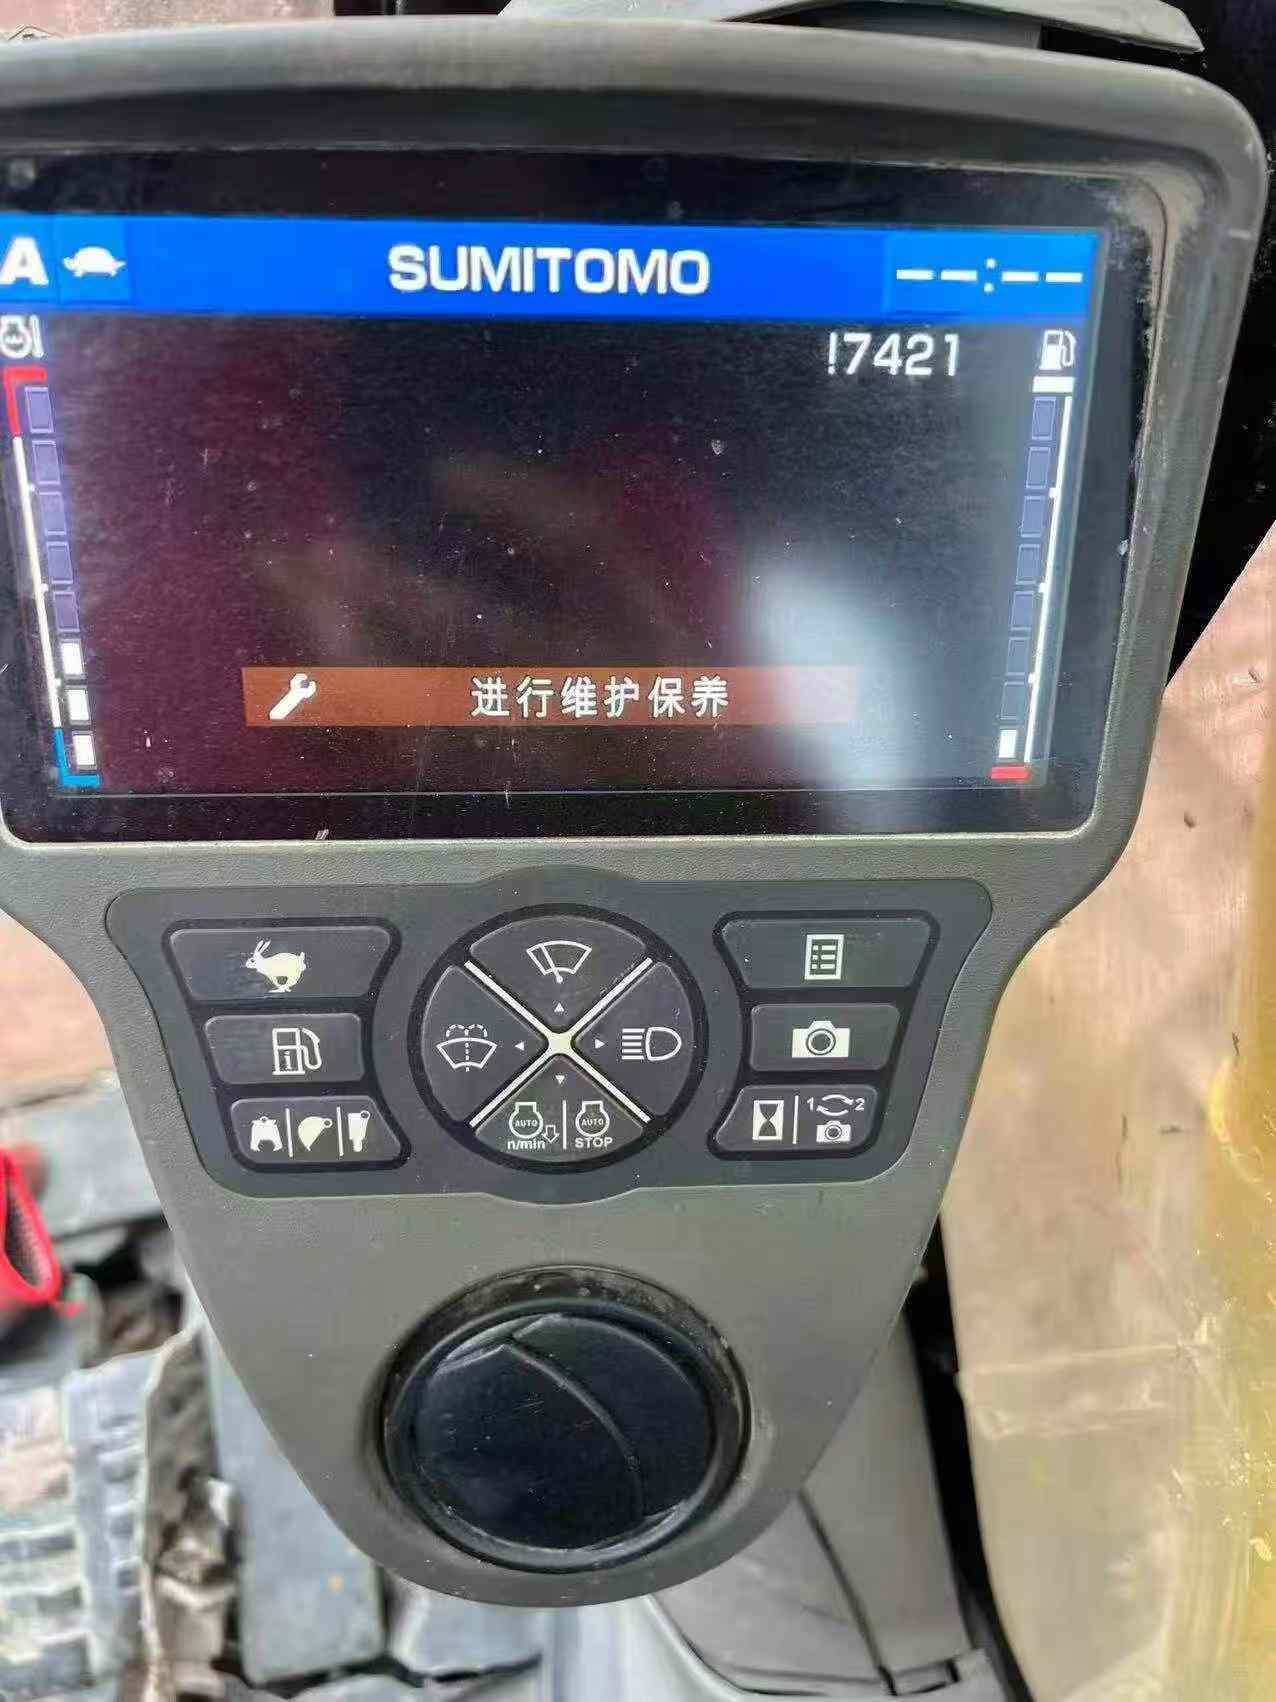 A SUMITOMO --:--
!7421
进行维护保养
AUTO n/min AUTO STOP
1 2